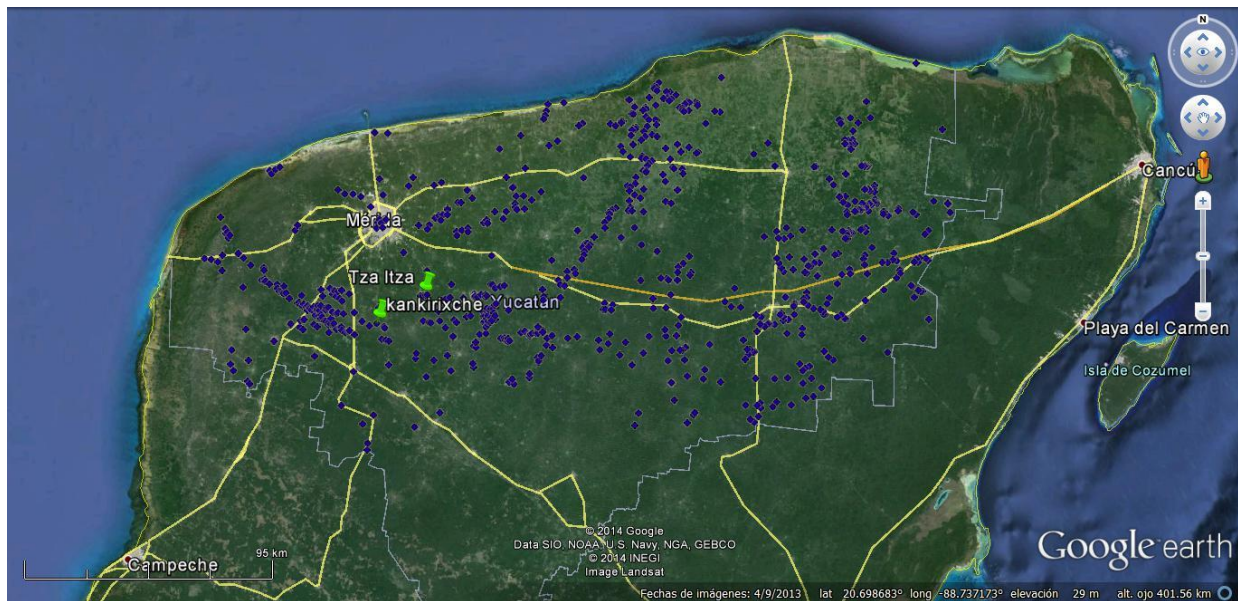 N
Cancú
Mérida
Tza Itza
kankirixche
Yucatán
Playa del Carmen
Isla de Cozumel
© 2014 Google
Data SIO, NOAA, U.S. Navy, NGA, GEBCO
© 2014 INEGI
Image Landsat
Google earth
95 km
Campeche
Fechas de imágenes: 4/9/2013 lat 20.698683° long -88.737173° elevación 29 m alt. ojo 401.56 km